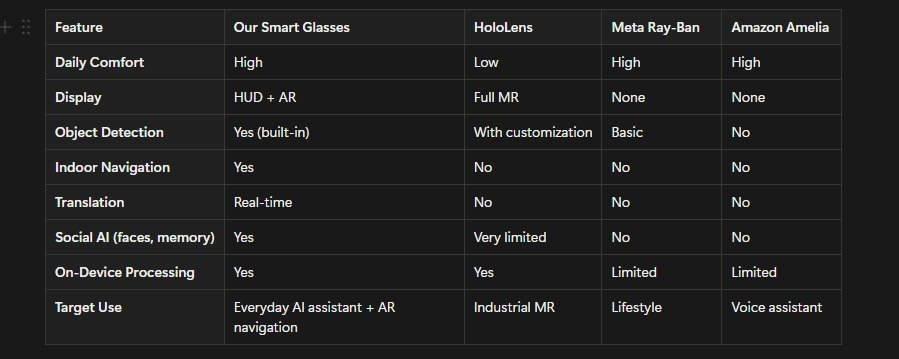 Feature Our Smart Glasses HoloLens Meta Ray-Ban Amazon Amelia
Daily Comfort High Low High High
Display HUD + AR Full MR None None
Object Detection Yes (built-in) With customization Basic No
Indoor Navigation Yes No No No
Translation Real-time No No No
Social AI (faces, memory) Yes Very limited No No
On-Device Processing Yes Yes Limited Limited
Target Use Everyday AI assistant + AR Industrial MR Lifestyle Voice assistant
navigation